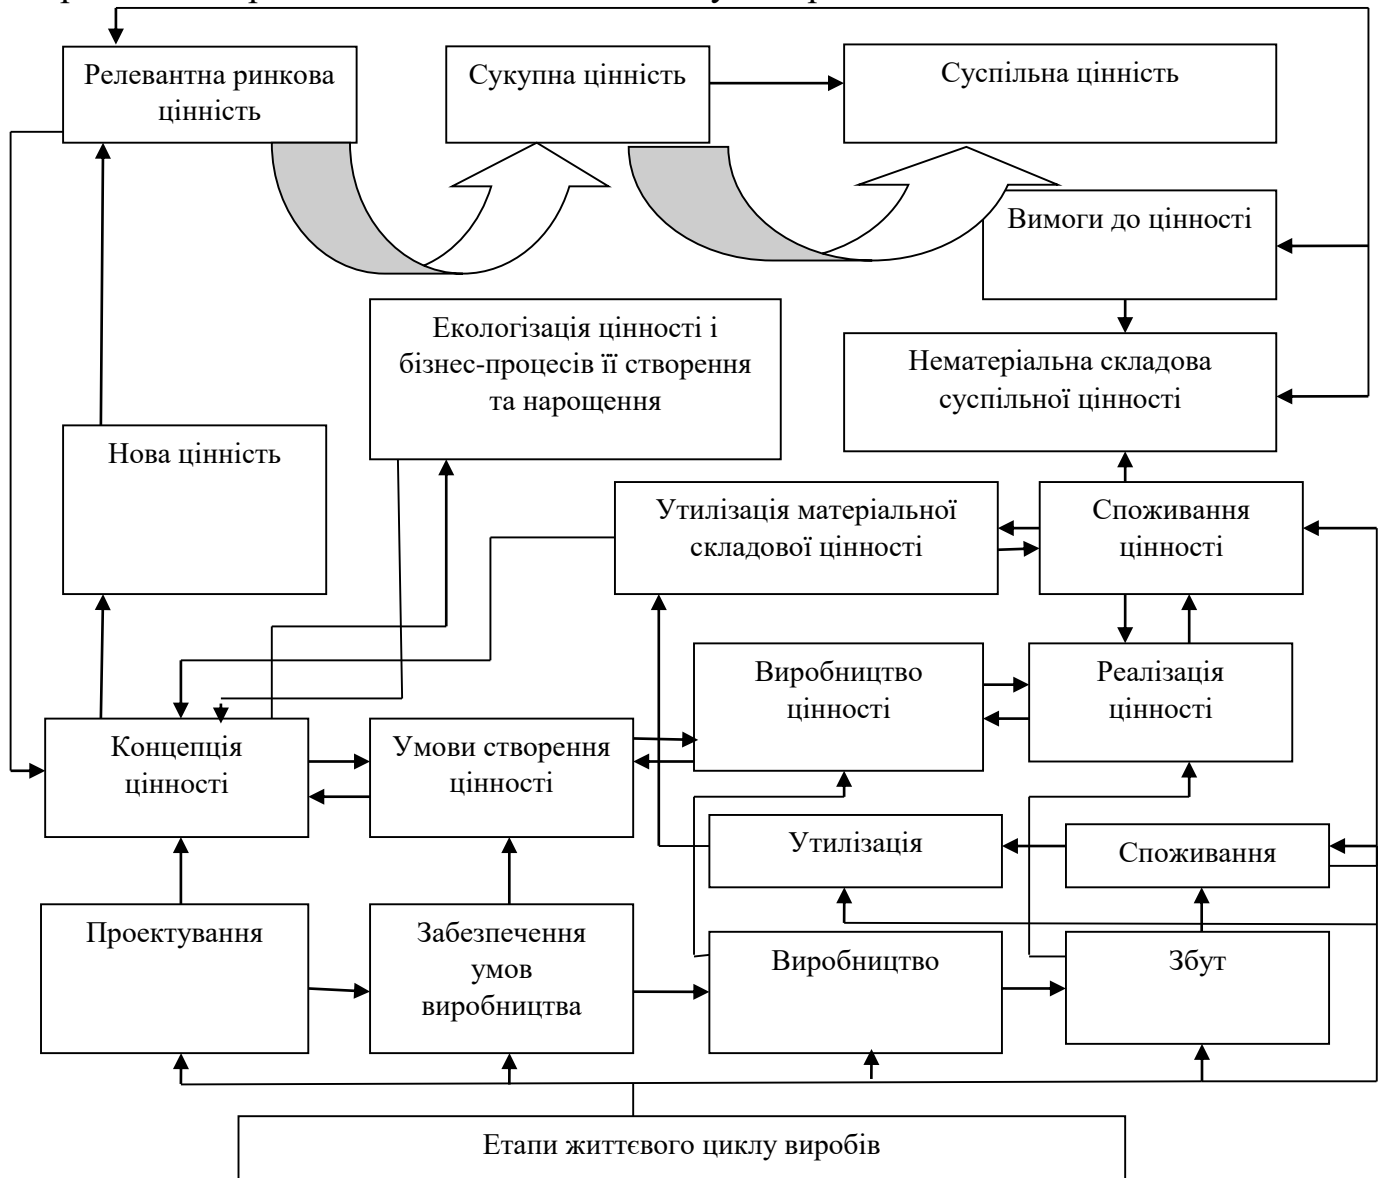 Релевантна ринкова
цінність
Сукупна цінність
Суспільна цінність
Вимоги до цінності
Екологізація цінності і
бізнес-процесів її створення
та нарощення
Нематеріальна складова
суспільної цінності
Нова цінність
Утилізація матеріальної
складової цінності
Споживання
цінності
Виробництво
цінності
Реалізація
цінності
Концепція
цінності
Умови створення
цінності
Утилізація
Споживання
Проектування
Забезпечення
умов
виробництва
Виробництво
Збут
Етапи життєвого циклу виробів